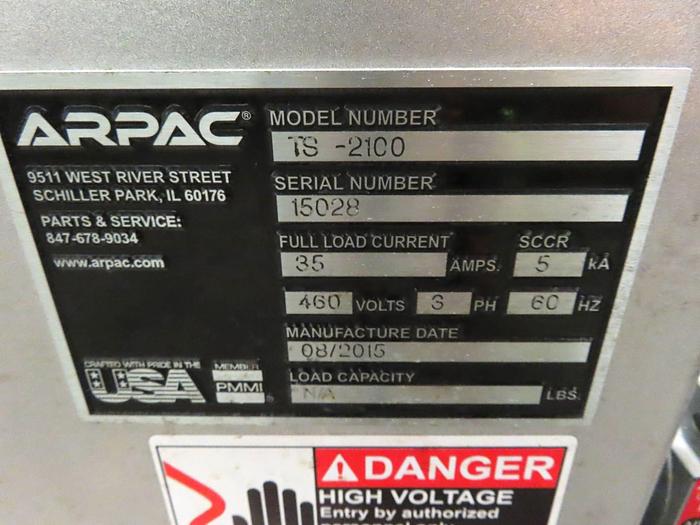 ARPAC®
9511 WEST RIVER STREET
SCHILLER PARK, IL 60176
PARTS & SERVICE:
847-678-9034
www.arpac.com
CRAFTED WITH PRIDE IN THE
USA
MEMBER
PMMI®
MODEL NUMBER
TS -2100
SERIAL NUMBER
15028
FULL LOAD CURRENT SCCR
35 AMPS. 5 kA
460 VOLTS 3 PH 60 HZ
MANUFACTURE DATE
08/2015
LOAD CAPACITY
N/A LBS.
DANGER
HIGH VOLTAGE
Entry by authorized
personnel only